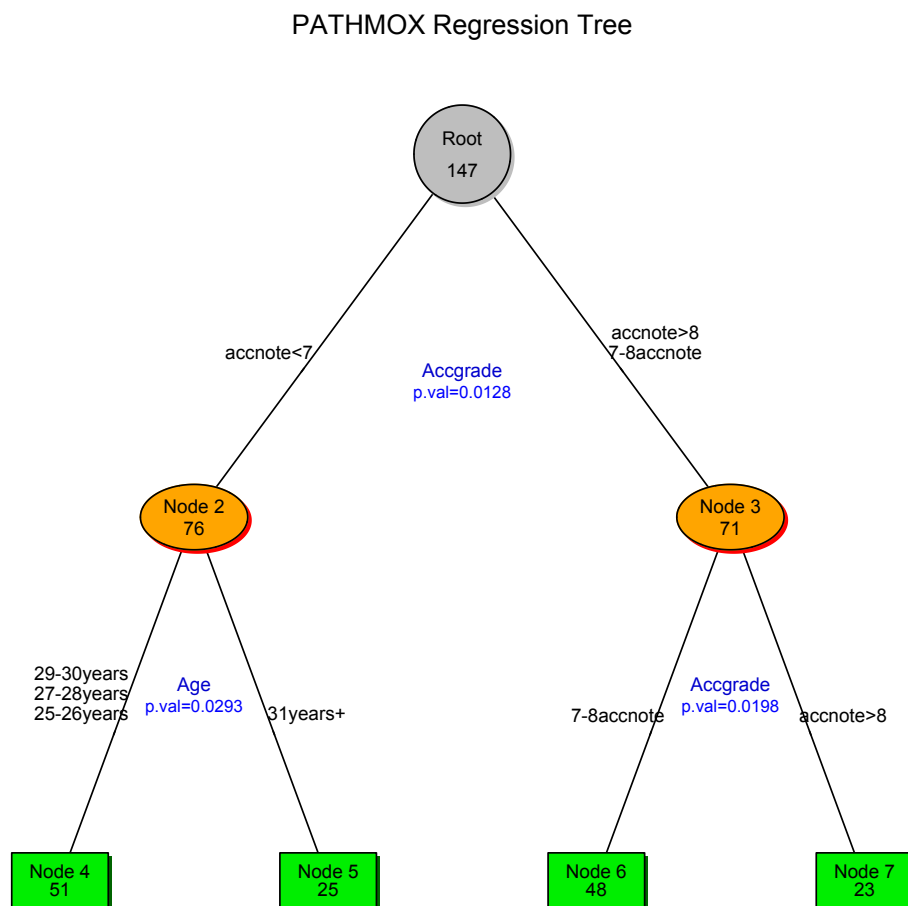 PATHMOX Regression Tree
Root
147
accnote<7
accnote>8
7-8accnote
Accgrade
p.val=0.0128
Node 2
76
Node 3
71
29-30years
27-28years
25-26years
Age
p.val=0.0293
31years+
7-8accnote
Accgrade
p.val=0.0198
accnote>8
Node 4
51
Node 5
25
Node 6
48
Node 7
23